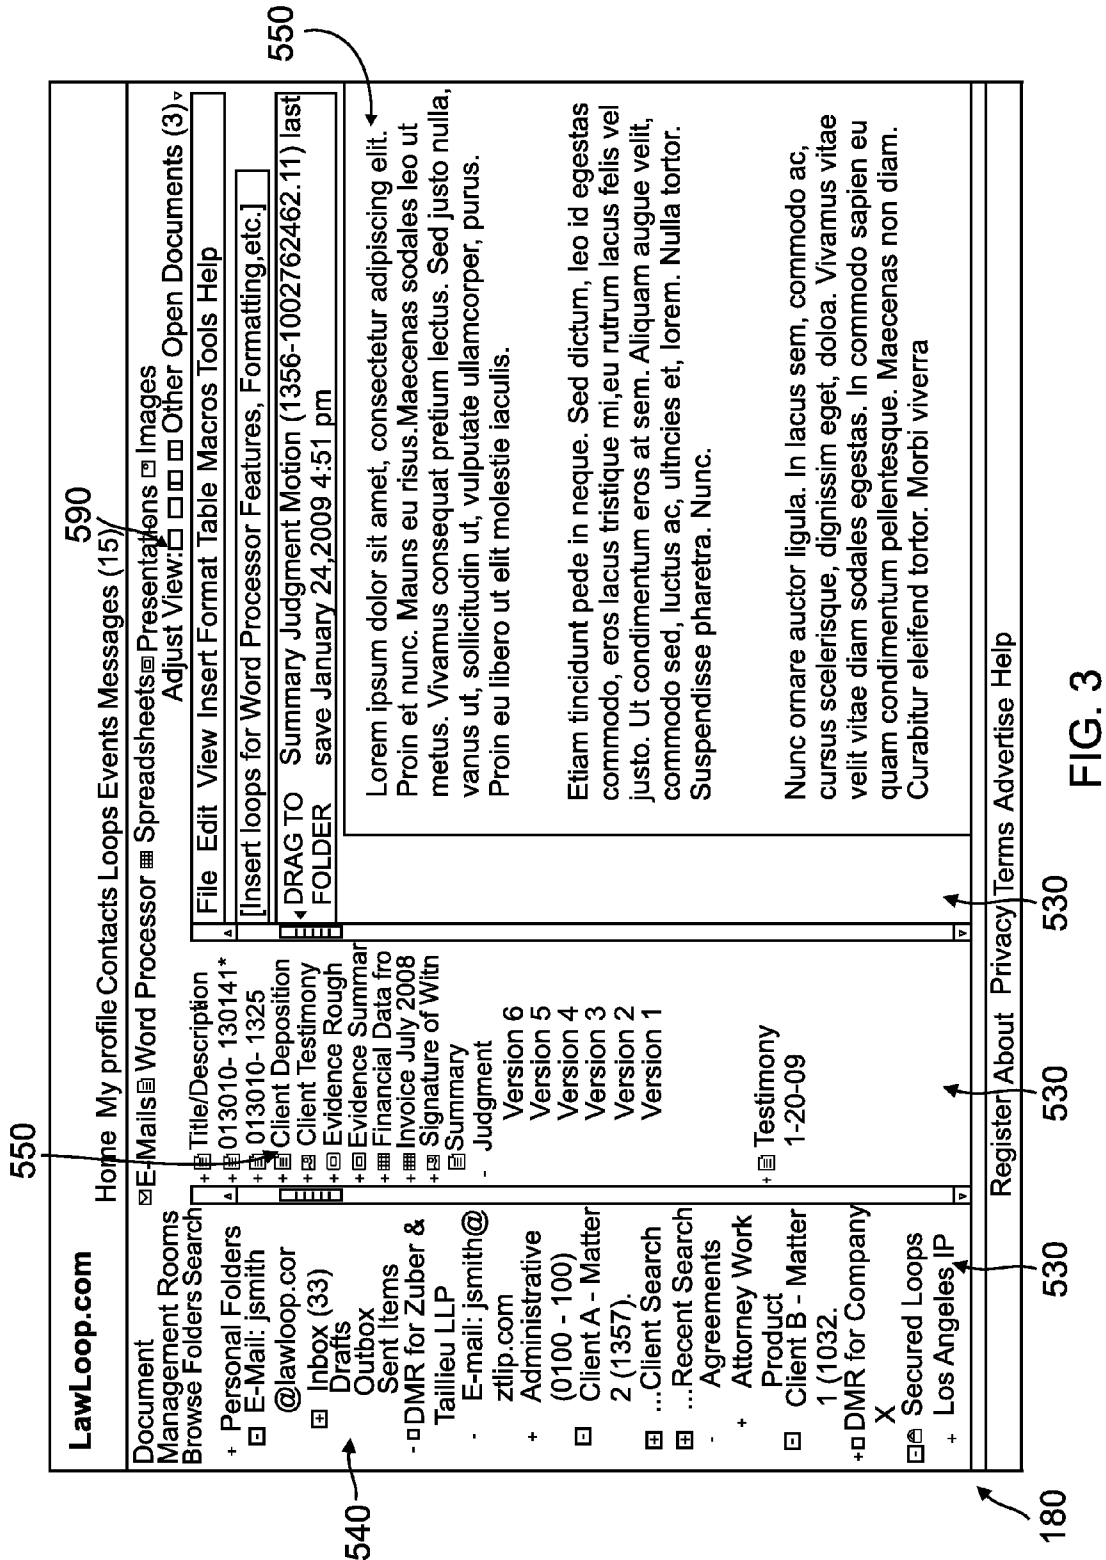 LawLoop.com
Home My profile Contacts Loops Events Messages (15)
Document
Management Rooms
Browse Folders Search
E-Mails Word Processor Spreadsheets Presentations Images
Adjust View: Other Open Documents (3)
+ Personal Folders
E-Mail: jsmith
@lawloop.cor
Inbox (33)
Drafts
Outbox
Sent Items
- DMR for Zuber &
Taillieu LLP
- E-mail: jsmith@
ztlip.com
+ Administrative
(0100 - 100)
Client A - Matter
2 (1357).
...Client Search
...Recent Search
- Agreements
+ Attorney Work
Product
Client B - Matter
1 (1032.
+ DMR for Company
X
Secured Loops
+ Los Angeles IP
+ Title/Description
+ 013010- 130141*
+ 013010- 1325
+ Client Deposition
+ Client Testimony
+ Evidence Rough
+ Evidence Summar
+ Financial Data fro
+ Invoice July 2008
+ Signature of Witn
Summary
- Judgment
Version 6
Version 5
Version 4
Version 3
Version 2
Version 1
+ Testimony
1-20-09
File Edit View Insert Format Table Macros Tools Help
[Insert loops for Word Processor Features, Formatting,etc.]
DRAG TO Summary Judgment Motion (1356-1002762462.11) last
FOLDER save January 24,2009 4:51 pm
Lorem ipsum dolor sit amet, consectetur adipiscing elit.
Proin et nunc. Mauns eu risus.Maecenas sodales leo ut
metus. Vivamus consequat pretium lectus. Sed justo nulla,
vanus ut, sollicitudin ut, vulputate ullamcorper, purus.
Proin eu libero ut elit molestie iaculis.
Etiam tincidunt pede in neque. Sed dictum, leo id egestas
commodo, eros lacus tristique mi,eu rutrum lacus felis vel
justo. Ut condimentum eros at sem. Aliquam augue velit,
commodo sed, luctus ac, ultncies et, lorem. Nulla tortor.
Suspendisse pharetra. Nunc.
Nunc ornare auctor ligula. In lacus sem, commodo ac,
cursus scelerisque, dignissim eget, doloa. Vivamus vitae
velit vitae diam sodales egestas. In commodo sapien eu
quam condimentum pellentesque. Maecenas non diam.
Curabitur eleifend tortor. Morbi viverra
Register About Privacy Terms Advertise Help
550
590
550
540
180
530
530
530
FIG. 3